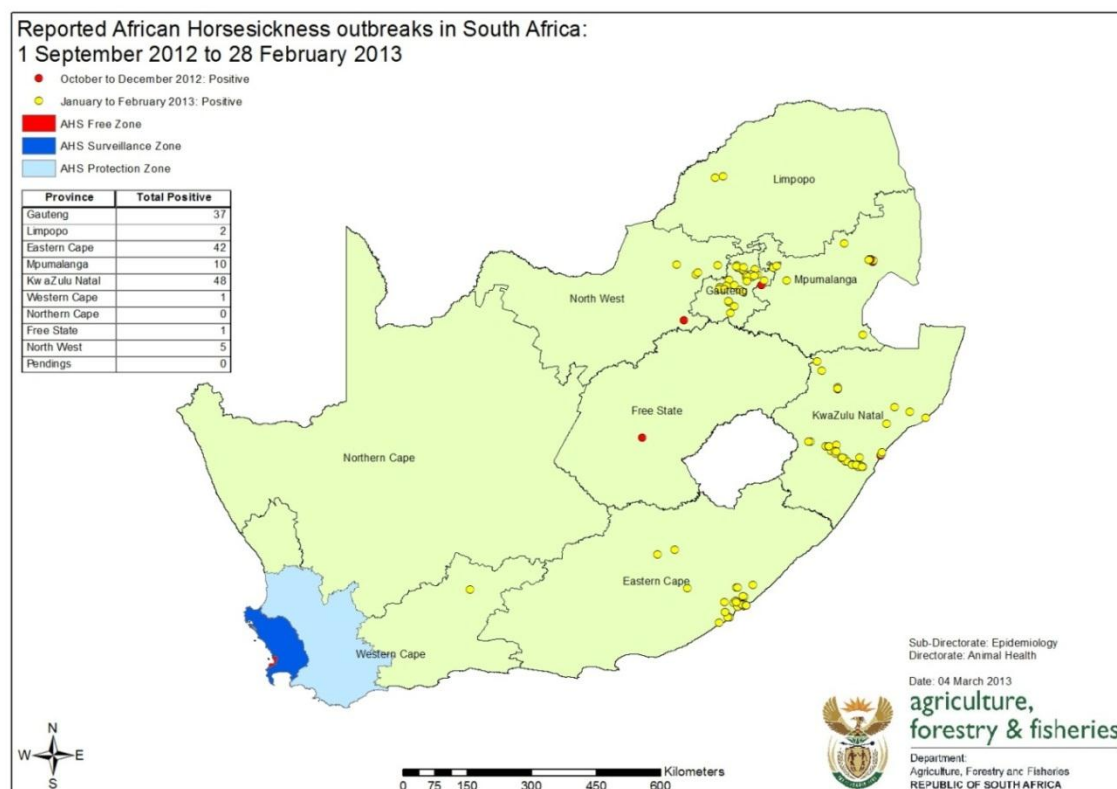 Reported African Horsesickness outbreaks in South Africa:
1 September 2012 to 28 February 2013
October to December 2012: Positive
January to February 2013: Positive
AHS Free Zone
AHS Surveillance Zone
AHS Protection Zone
Province Total Positive
Gauteng 37
Limpopo 2
Eastern Cape 42
Mpumalanga 10
KwaZulu Natal 48
Western Cape 1
Northern Cape 0
Free State 1
North West 5
Pendings 0
Limpopo
Mpumalanga
North West
Gauteng
Free State
KwaZulu Natal
Northern Cape
Eastern Cape
Western Cape
Sub-Directorate: Epidemiology
Directorate: Animal Health
Date: 04 March 2013
agriculture,
forestry & fisheries
Department:
Agriculture, Forestry and Fisheries
REPUBLIC OF SOUTH AFRICA
N
W E
S
Kilometers
0 75 150 300 450 600